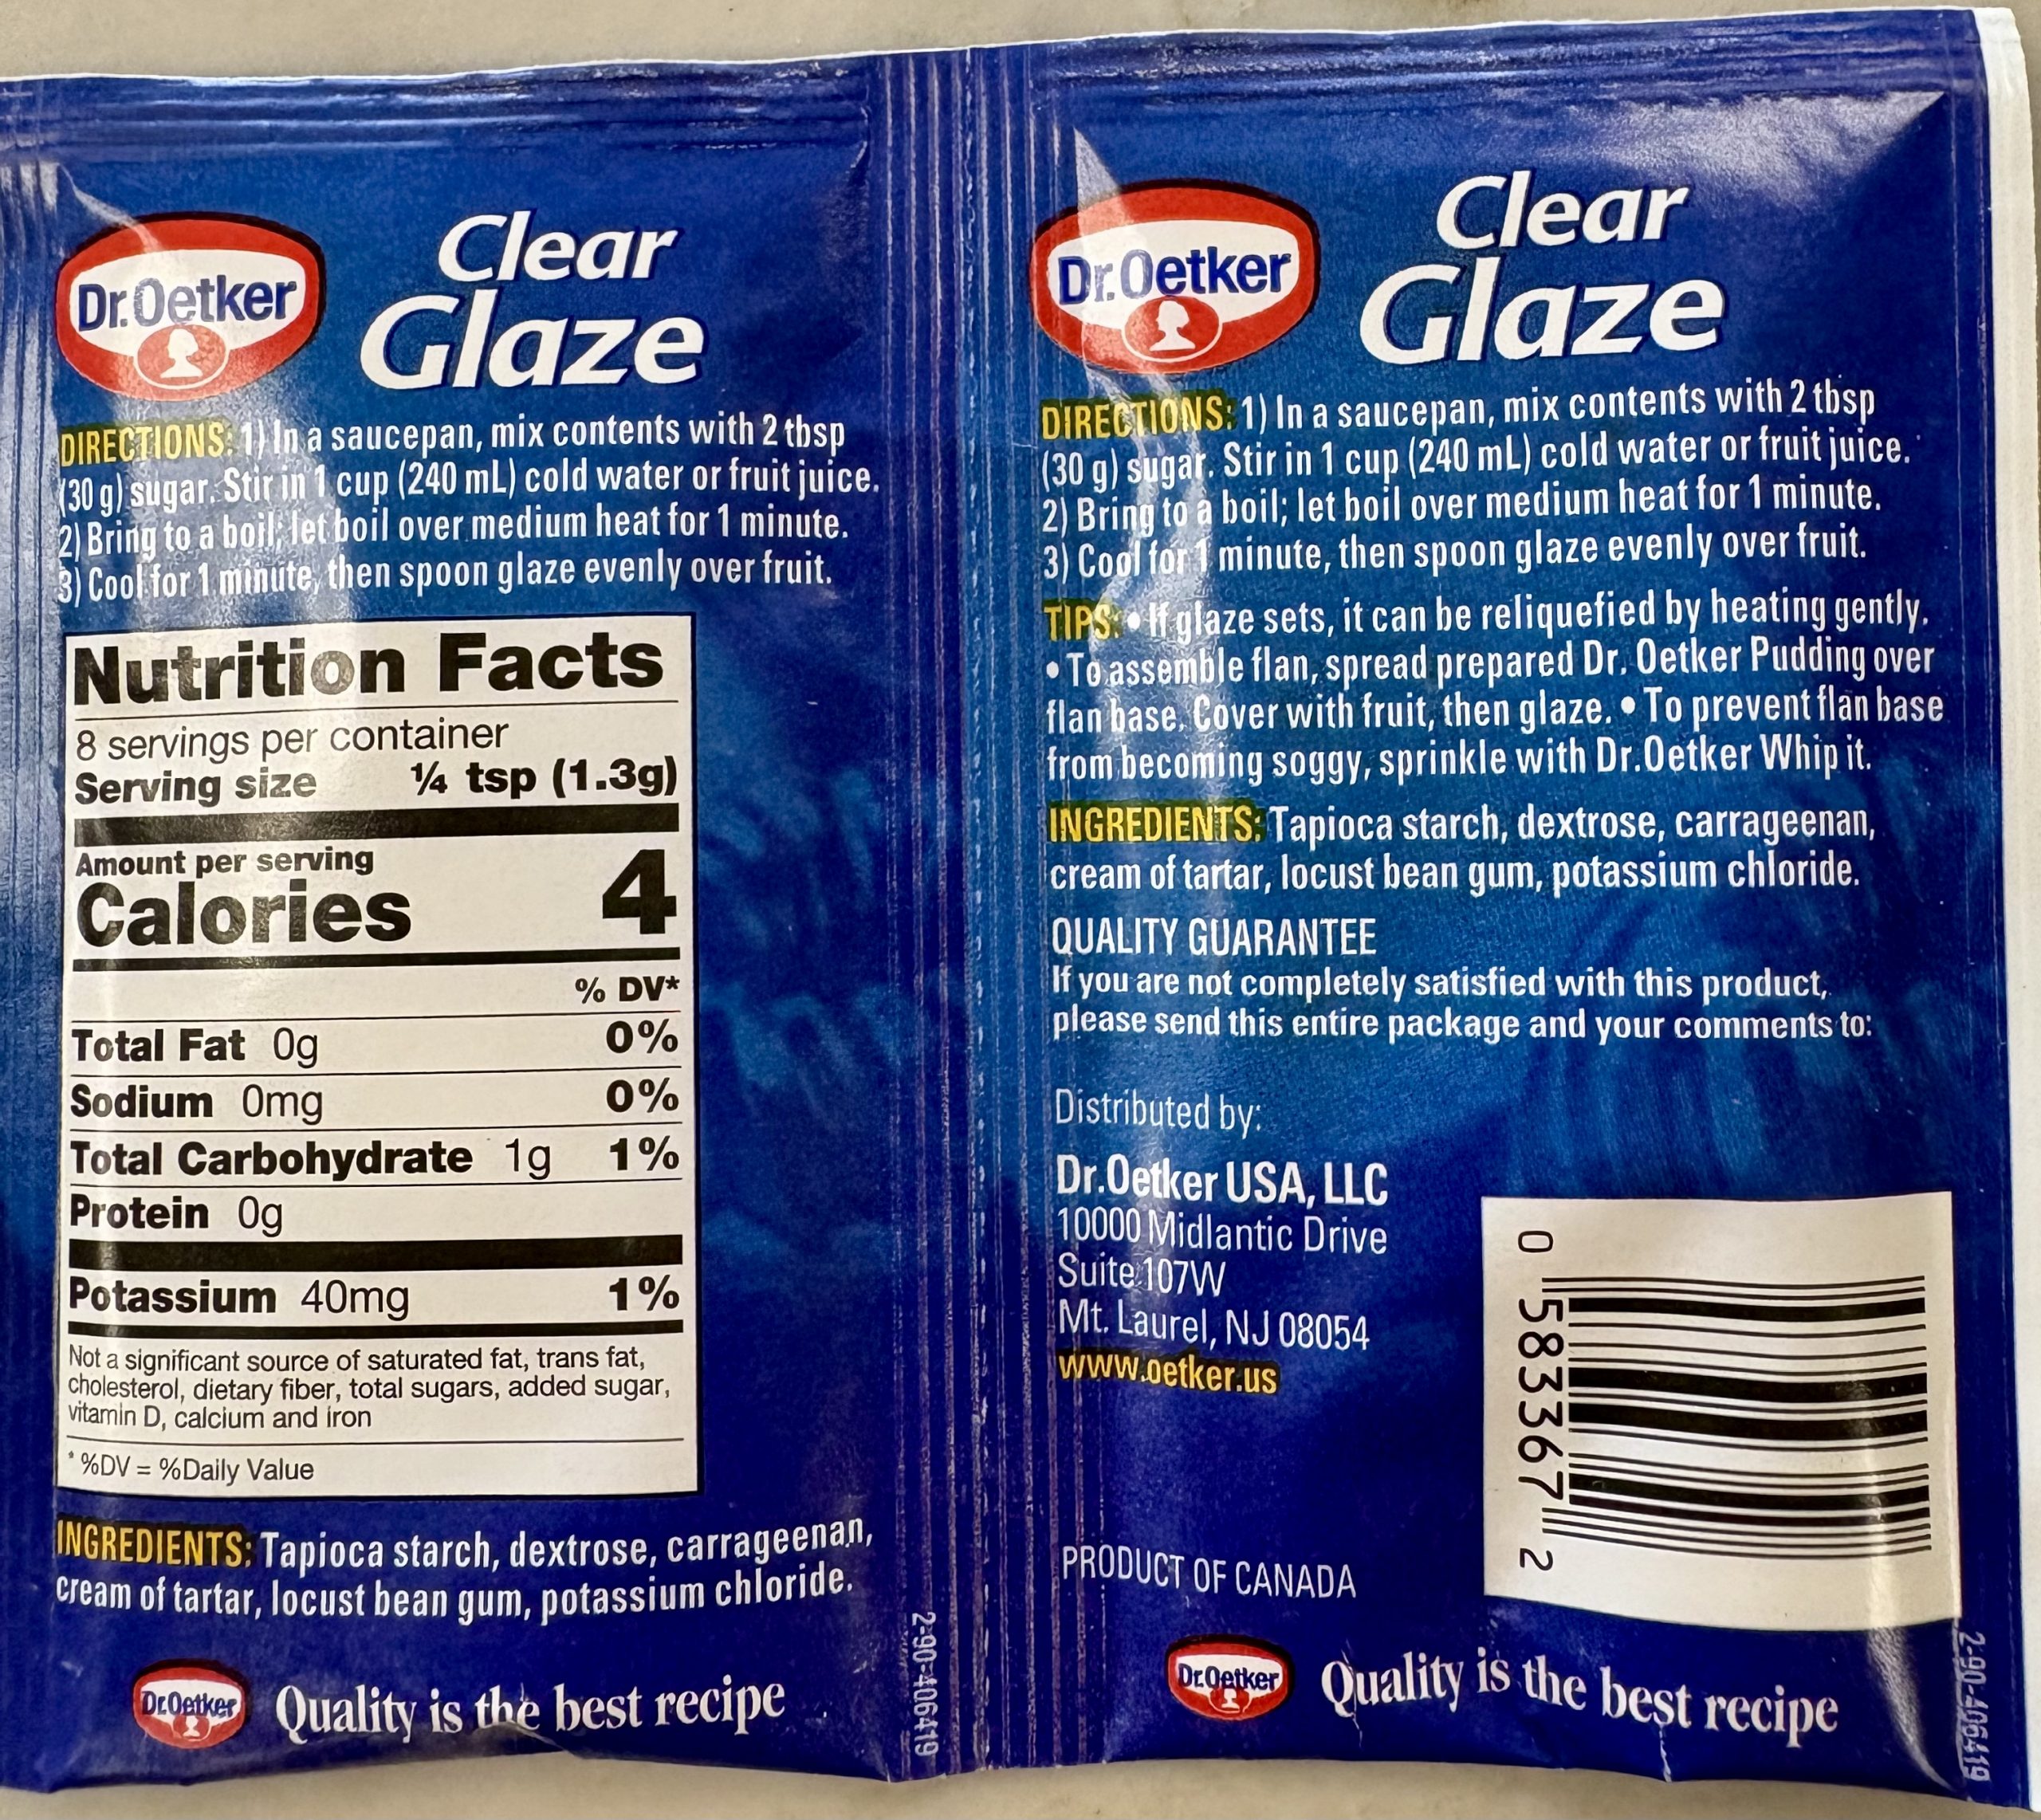 Dr.Oetker
Clear
Glaze
DIRECTIONS: 1) In a saucepan, mix contents with 2 tbsp
(30 g) sugar. Stir in 1 cup (240 mL) cold water or fruit juice.
2) Bring to a boil; let boil over medium heat for 1 minute.
3) Cool for 1 minute, then spoon glaze evenly over fruit.
Nutrition Facts
8 servings per container
Serving size ¼ tsp (1.3g)
Amount per serving
Calories 4
% DV*
Total Fat 0g 0%
Sodium 0mg 0%
Total Carbohydrate 1g 1%
Protein 0g
Potassium 40mg 1%
Not a significant source of saturated fat, trans fat,
cholesterol, dietary fiber, total sugars, added sugar,
vitamin D, calcium and iron
* %DV = %Daily Value
INGREDIENTS: Tapioca starch, dextrose, carrageenan,
cream of tartar, locust bean gum, potassium chloride.
Dr.Oetker Quality is the best recipe
2-90-406419
Dr.Oetker
Clear
Glaze
DIRECTIONS: 1) In a saucepan, mix contents with 2 tbsp
(30 g) sugar. Stir in 1 cup (240 mL) cold water or fruit juice.
2) Bring to a boil; let boil over medium heat for 1 minute.
3) Cool for 1 minute, then spoon glaze evenly over fruit.
TIPS: • If glaze sets, it can be reliquefied by heating gently.
• To assemble flan, spread prepared Dr. Oetker Pudding over
flan base. Cover with fruit, then glaze. • To prevent flan base
from becoming soggy, sprinkle with Dr.Oetker Whip it.
INGREDIENTS: Tapioca starch, dextrose, carrageenan,
cream of tartar, locust bean gum, potassium chloride.
QUALITY GUARANTEE
If you are not completely satisfied with this product,
please send this entire package and your comments to:
Distributed by:
Dr.Oetker USA, LLC
10000 Midlantic Drive
Suite 107W
Mt. Laurel, NJ 08054
www.oetker.us
0 58336 7 2
PRODUCT OF CANADA
Dr.Oetker Quality is the best recipe
2-90-406419